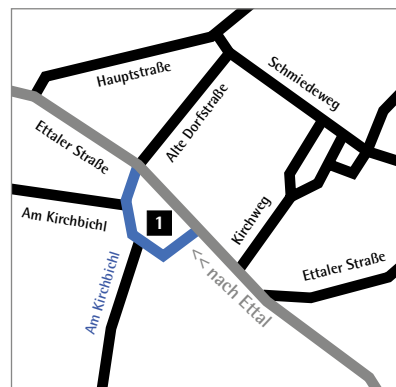 Hauptstraße
Schmiedeweg
Alte Dorfstraße
Ettaler Straße
Am Kirchbichl
1
Kirchweg
Ettaler Straße
Am Kirchbichl
<< nach Ettal